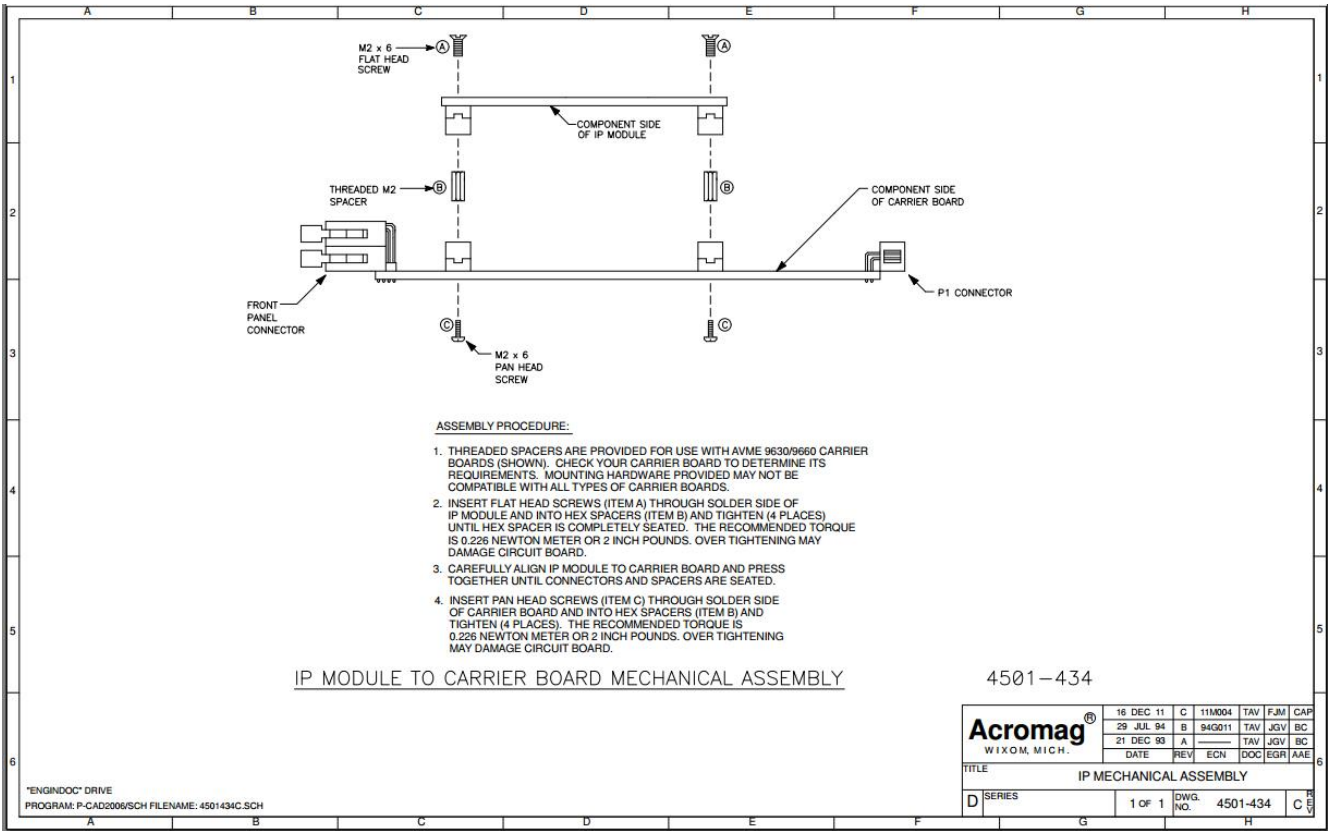 A B C D E F G H
1 1
M2 x 6
FLAT HEAD
SCREW
A
A
COMPONENT SIDE
OF IP MODULE
THREADED M2
SPACER
B
B
COMPONENT SIDE
OF CARRIER BOARD
2 2
FRONT
PANEL
CONNECTOR
P1 CONNECTOR
C
C
M2 x 6
PAN HEAD
SCREW
3 3
ASSEMBLY PROCEDURE:
1. THREADED SPACERS ARE PROVIDED FOR USE WITH AVME 9630/9660 CARRIER
BOARDS (SHOWN). CHECK YOUR CARRIER BOARD TO DETERMINE ITS
REQUIREMENTS. MOUNTING HARDWARE PROVIDED MAY NOT BE
COMPATIBLE WITH ALL TYPES OF CARRIER BOARDS.
4 4
2. INSERT FLAT HEAD SCREWS (ITEM A) THROUGH SOLDER SIDE OF
IP MODULE AND INTO HEX SPACERS (ITEM B) AND TIGHTEN (4 PLACES)
UNTIL HEX SPACER IS COMPLETELY SEATED. THE RECOMMENDED TORQUE
IS 0.226 NEWTON METER OR 2 INCH POUNDS. OVER TIGHTENING MAY
DAMAGE CIRCUIT BOARD.
3. CAREFULLY ALIGN IP MODULE TO CARRIER BOARD AND PRESS
TOGETHER UNTIL CONNECTORS AND SPACERS ARE SEATED.
4. INSERT PAN HEAD SCREWS (ITEM C) THROUGH SOLDER SIDE
OF CARRIER BOARD AND INTO HEX SPACERS (ITEM B) AND
TIGHTEN (4 PLACES). THE RECOMMENDED TORQUE IS
0.226 NEWTON METER OR 2 INCH POUNDS. OVER TIGHTENING
MAY DAMAGE CIRCUIT BOARD.
5 5
IP MODULE TO CARRIER BOARD MECHANICAL ASSEMBLY 4501-434
Acromag®
WIXOM, MICH.
16 DEC 11 C 11M004 TAV FJM CAP
29 JUL 94 B 94G011 TAV JGV BC
21 DEC 93 A ——— TAV JGV BC
DATE REV ECN DOC EGR AAE
6 6
TITLE
IP MECHANICAL ASSEMBLY
D SERIES 1 OF 1 DWG. NO. 4501-434 C REV
"ENGINDOC" DRIVE
PROGRAM: P-CAD2006/SCH FILENAME: 4501434C.SCH
A B C D E F G H